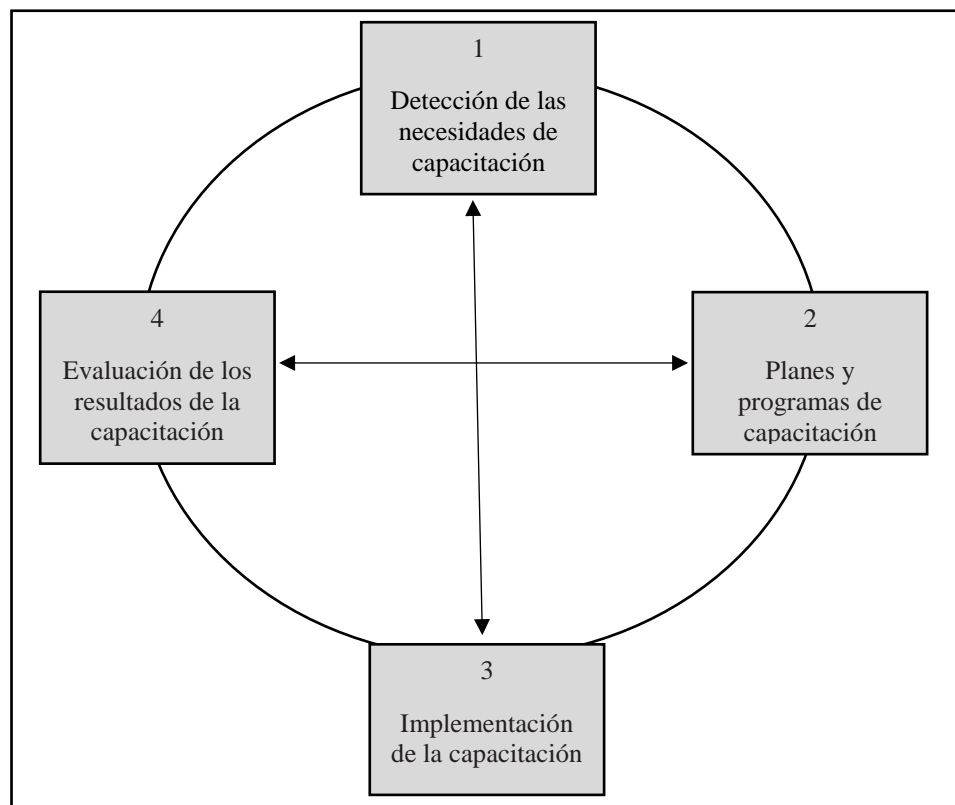 1
Detección de las
necesidades de
capacitación
4
Evaluación de los
resultados de la
capacitación
2
Planes y
programas de
capacitación
3
Implementación
de la capacitación